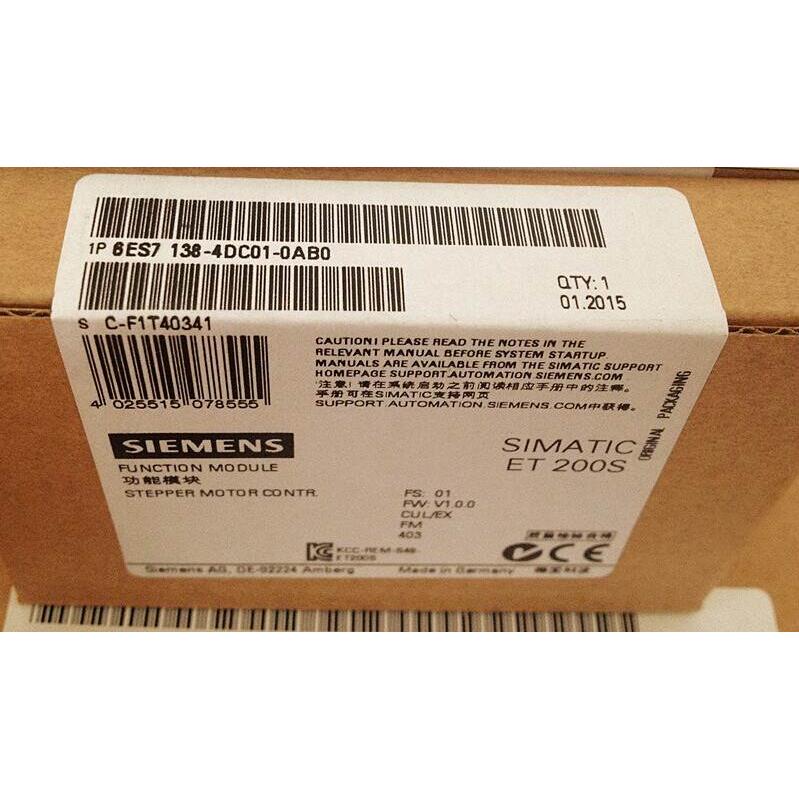 1P 6ES7 138-4DC01-0AB0
QTY: 1
01.2015
S C-F1T40341
4 025515 078555
CAUTION! PLEASE READ THE NOTES IN THE
RELEVANT MANUAL BEFORE SYSTEM STARTUP.
MANUALS ARE AVAILABLE FROM THE SIMATIC SUPPORT
HOMEPAGE SUPPORT.AUTOMATION.SIEMENS.COM
注意! 请在系统启动之前阅读相应手册中的注释。
手册可在SIMATIC支持网页
SUPPORT.AUTOMATION.SIEMENS.COM中获得。
ORIGINAL PACKAGING
SIEMENS
SIMATIC
ET 200S
FUNCTION MODULE
功能模块
STEPPER MOTOR CONTR.
FS: 01
FW: V1.0.0
CUL/EX
FM
403
KCC-REM-S49-
ET200S
CE
Siemens AG, DE-92224 Amberg
Made in Germany